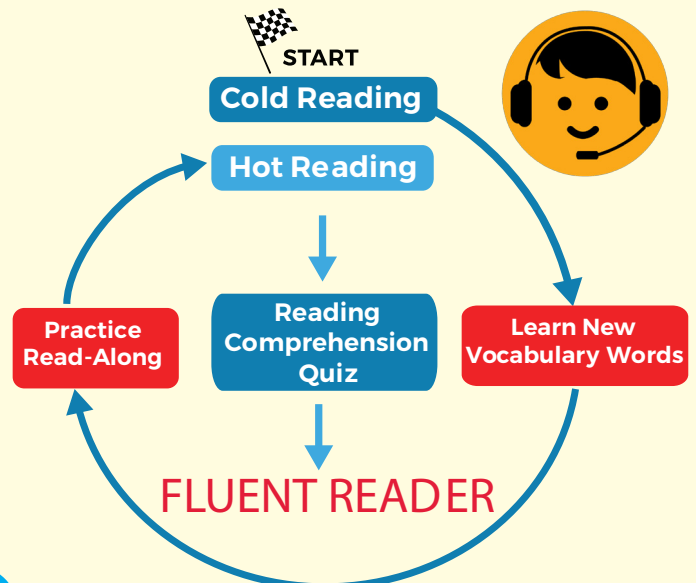 START
Cold Reading
Hot Reading
Learn New
Vocabulary Words
Practice
Read-Along
Reading
Comprehension
Quiz
FLUENT READER